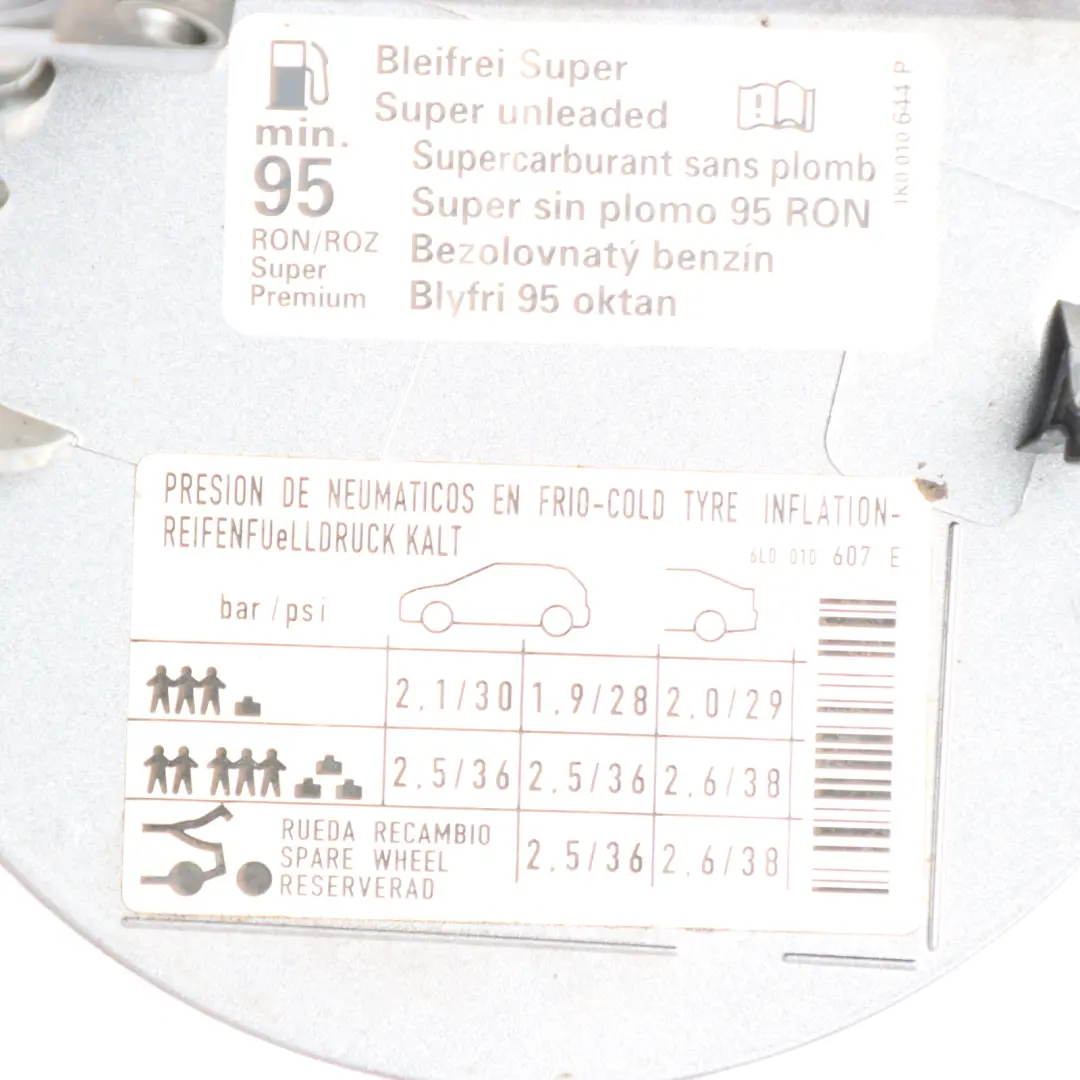 Bleifrei Super
Super unleaded
min.
95
Supercarburant sans plomb
Super sin plomo 95 RON
RON/ROZ
Super
Premium
Bezolovnatý benzín
Blyfri 95 oktan
1K0 010 644 P
PRESION DE NEUMATICOS EN FRIO-COLD TYRE INFLATION-
REIFENFUeLLDRUCK KALT
6L0 010 607 E
bar/psi
2.1/30 1.9/28 2.0/29
2.5/36 2.5/36 2.6/38
RUEDA RECAMBIO
SPARE WHEEL
RESERVERAD
2.5/36 2.6/38